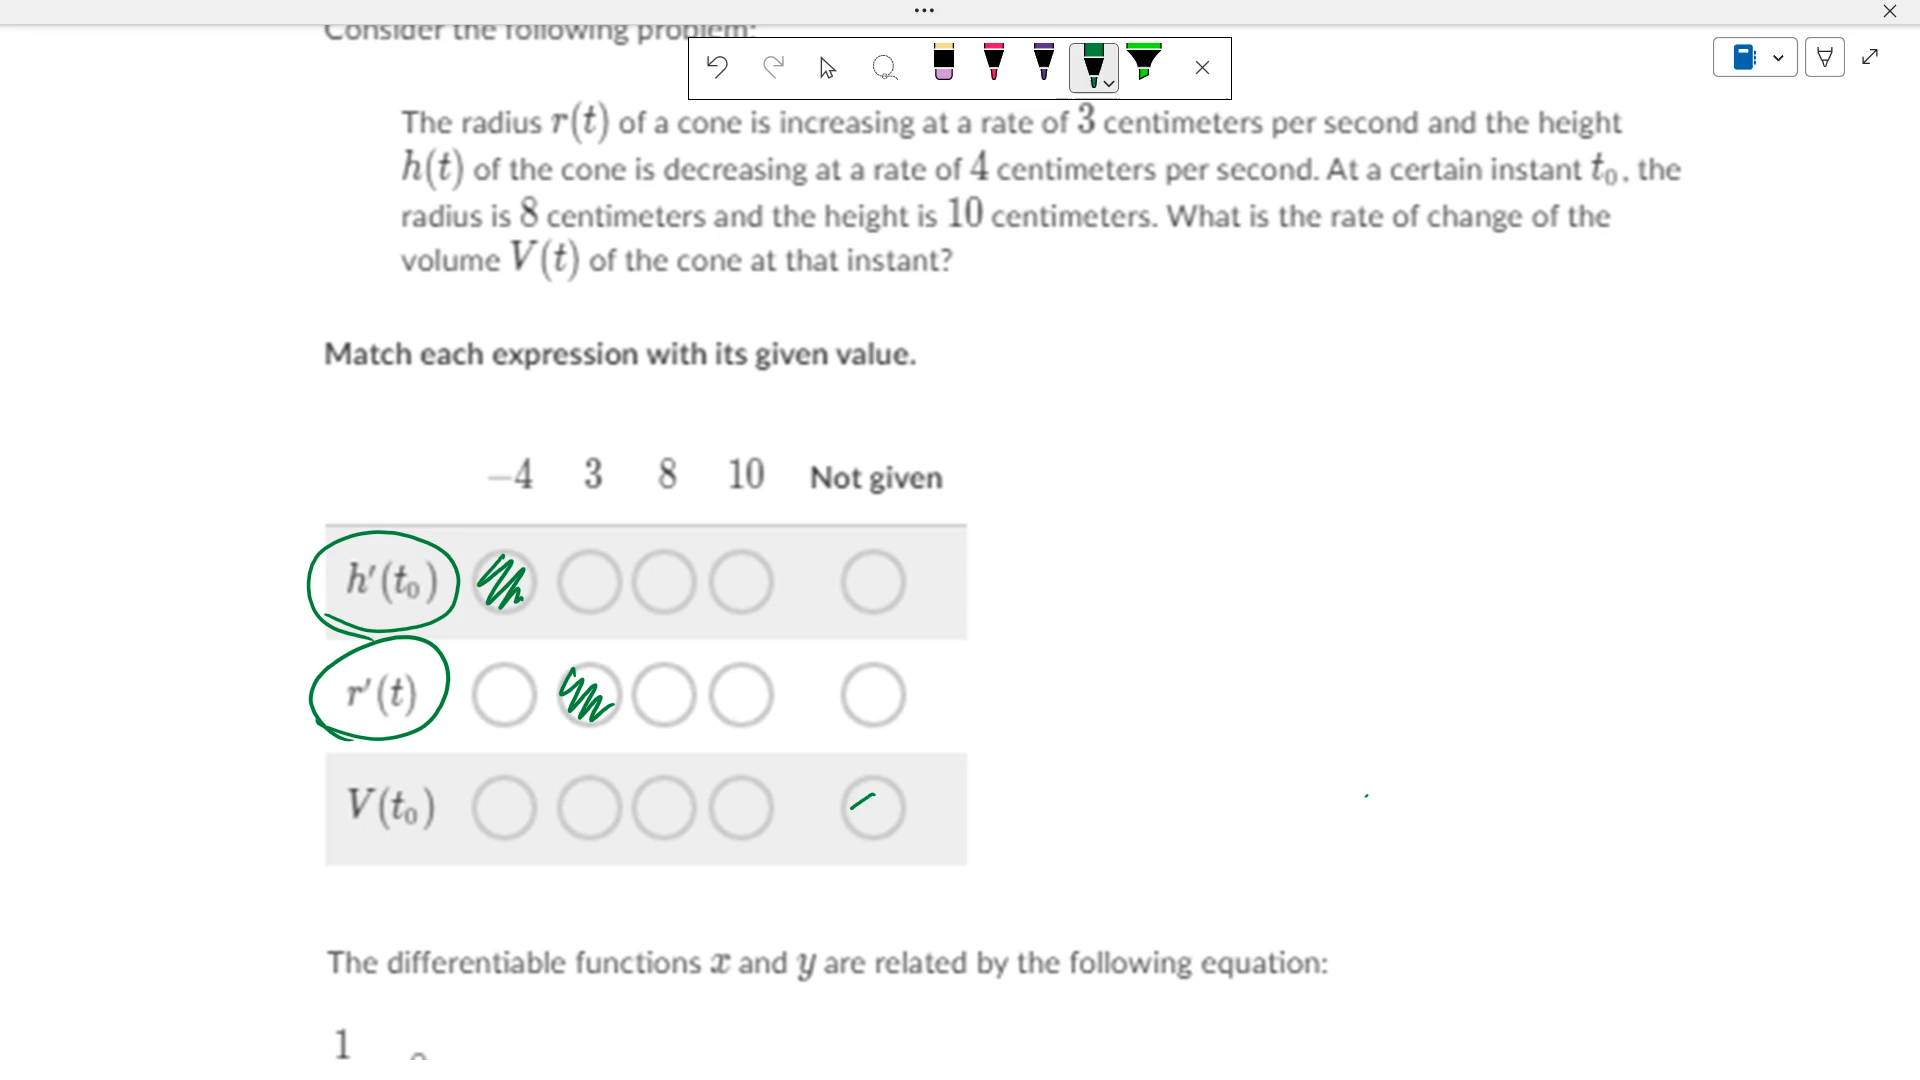 Consider the following problem:
The radius r(t) of a cone is increasing at a rate of 3 centimeters per second and the height
h(t) of the cone is decreasing at a rate of 4 centimeters per second. At a certain instant t₀, the
radius is 8 centimeters and the height is 10 centimeters. What is the rate of change of the
volume V(t) of the cone at that instant?
Match each expression with its given value.
−4 3 8 10 Not given
h′(t₀)
r′(t)
V(t₀)
The differentiable functions x and y are related by the following equation:
1